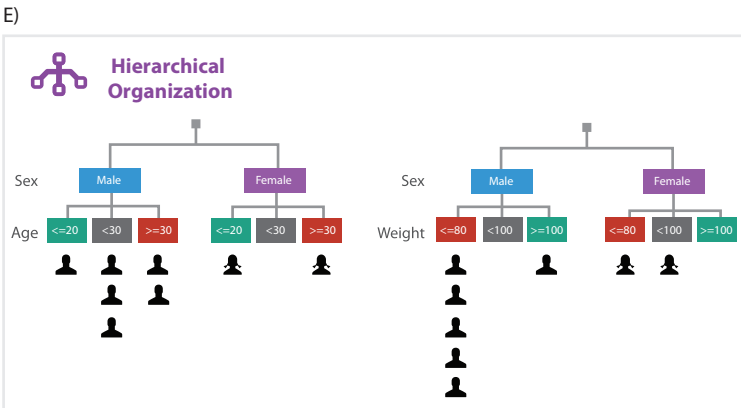 E)
Hierarchical
Organization
Sex Male Female
Age <=20 <30 >=30 <=20 <30 >=30
Sex Male Female
Weight <=80 <100 >=100 <=80 <100 >=100